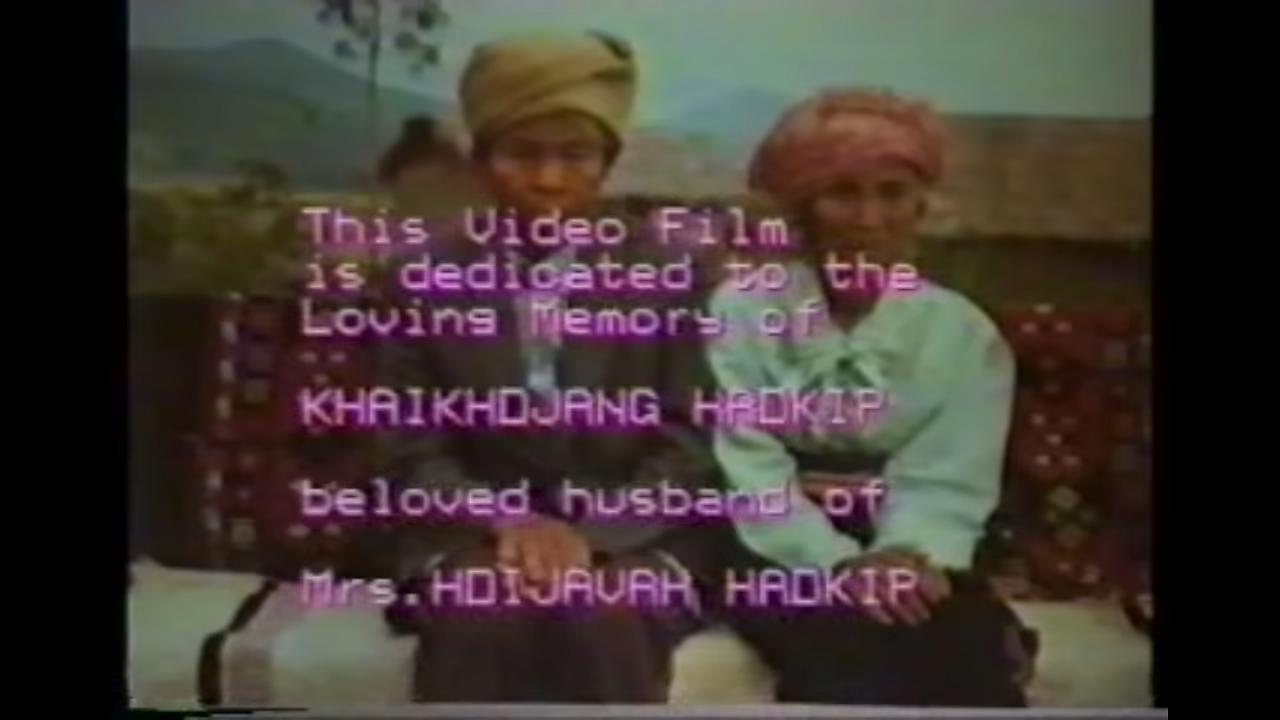 This Video Film
is dedicated to the
Loving Memory of
KHAIKHOJANG HAOKIP
beloved husband of
Mrs.HOIJAVAH HAOKIP